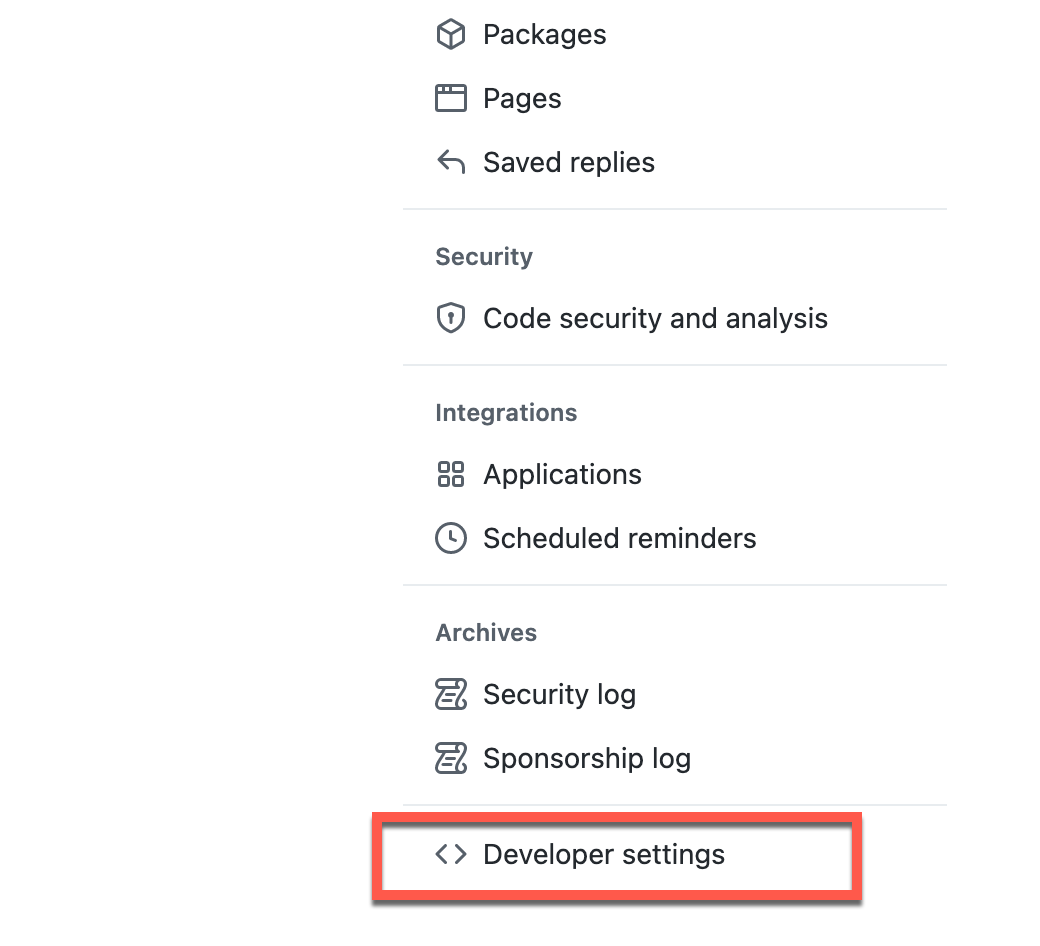 Packages
Pages
Saved replies
Security
Code security and analysis
Integrations
Applications
Scheduled reminders
Archives
Security log
Sponsorship log
Developer settings